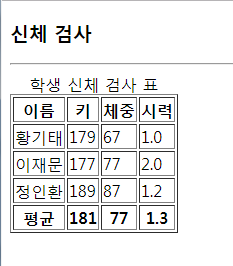 신체 검사
학생 신체 검사 표
이름 키 체중 시력
황기태 179 67 1.0
이재문 177 77 2.0
정인환 189 87 1.2
평균 181 77 1.3